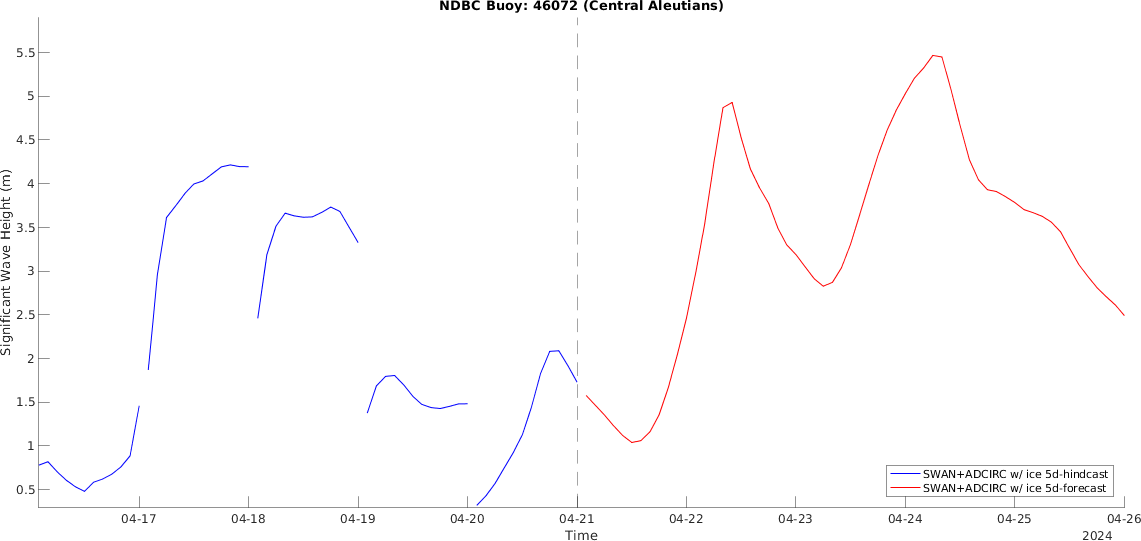 NDBC Buoy: 46072 (Central Aleutians)
Significant Wave Height (m)
5.5
5
4.5
4
3.5
3
2.5
2
1.5
1
0.5
04-17 04-18 04-19 04-20 04-21 04-22 04-23 04-24 04-25 04-26
Time
2024
SWAN+ADCIRC w/ ice 5d-hindcast
SWAN+ADCIRC w/ ice 5d-forecast